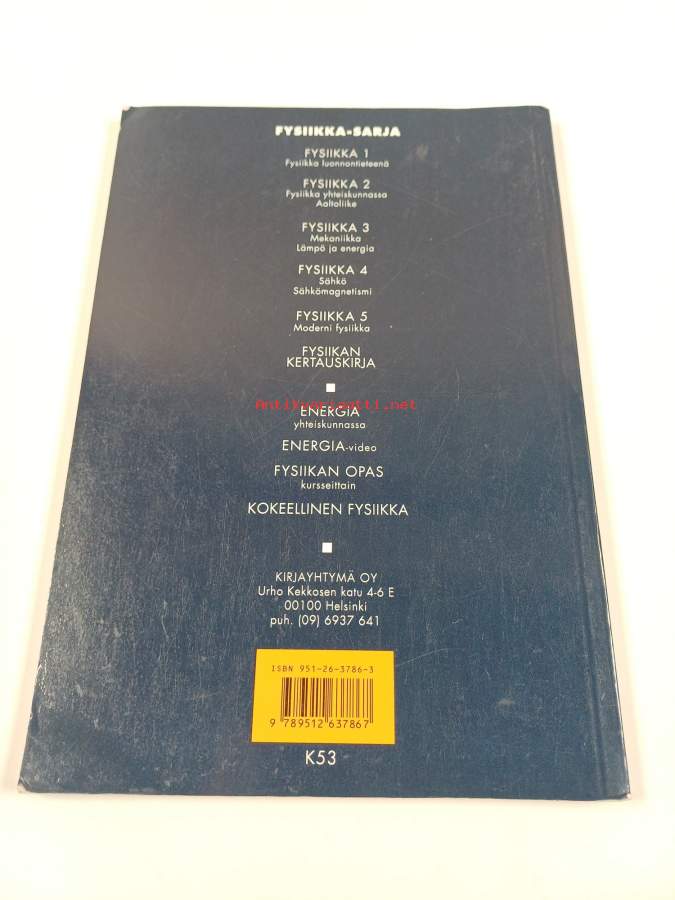 FYSIIKKA-SARJA
FYSIIKKA 1
Fysiikka luonnontieteenä
FYSIIKKA 2
Fysiikka yhteiskunnassa
Aaltoliike
FYSIIKKA 3
Mekaniikka
Lämpö ja energia
FYSIIKKA 4
Sähkö
Sähkömagnetismi
FYSIIKKA 5
Moderni fysiikka
FYSIIKAN
KERTAUSKIRJA
Antikvariaatti.net
ENERGIA
yhteiskunnassa
ENERGIA-video
FYSIIKAN OPAS
kursseittain
KOKEELLINEN FYSIIKKA
KIRJAYHTYMÄ OY
Urho Kekkosen katu 4-6 E
00100 Helsinki
puh. (09) 6937 641
ISBN 951-26-3786-3
9 789512 637867
K53